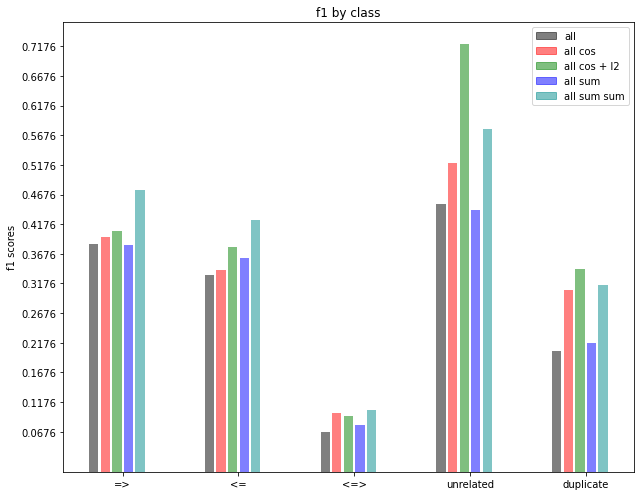 f1 by class
all
all cos
all cos + l2
all sum
all sum sum
f1 scores
0.7176
0.6676
0.6176
0.5676
0.5176
0.4676
0.4176
0.3676
0.3176
0.2676
0.2176
0.1676
0.1176
0.0676
=>
<=
<=>
unrelated
duplicate